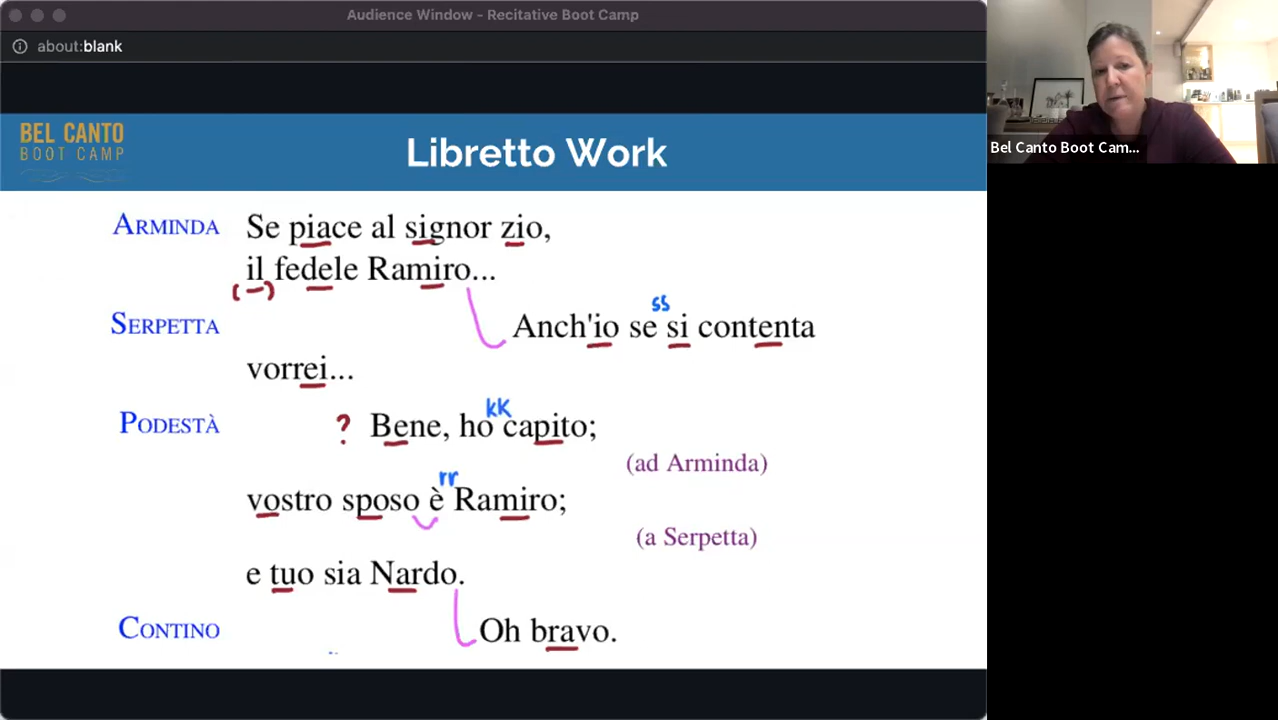 Audience Window - Recitative Boot Camp
about:blank
BEL CANTO
BOOT CAMP
Libretto Work
ARMINDA Se piace al signor zio,
(-) il fedele Ramiro...
ss
SERPETTA Anch'io se si contenta
vorrei...
kk
PODESTÀ ? Bene, ho capito;
(ad Arminda)
rr
vostro sposo è Ramiro;
(a Serpetta)
e tuo sia Nardo.
CONTINO Oh bravo.
Bel Canto Boot Cam...